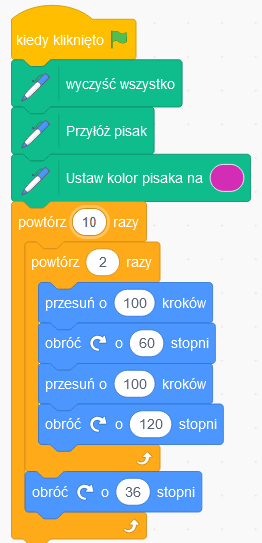 kiedy kliknięto
wyczyść wszystko
Przyłóż pisak
Ustaw kolor pisaka na
powtórz 10 razy
powtórz 2 razy
przesuń o 100 kroków
obróć o 60 stopni
przesuń o 100 kroków
obróć o 120 stopni
obróć o 36 stopni